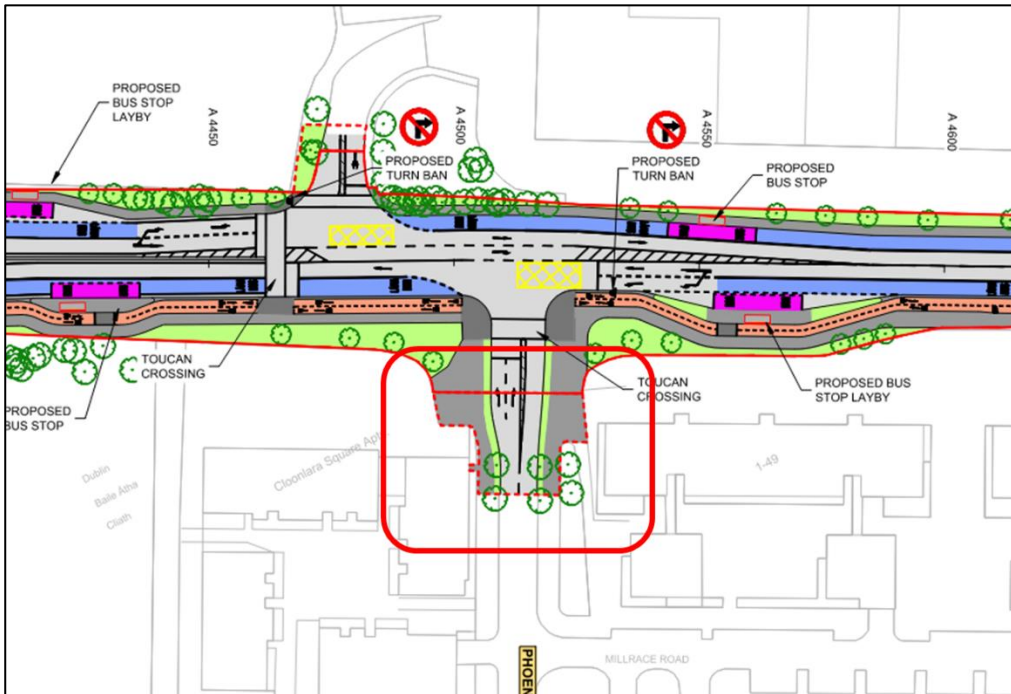 PROPOSED
BUS STOP
LAYBY
A 4450
A 4500
A 4550
A 4600
PROPOSED
TURN BAN
PROPOSED
TURN BAN
PROPOSED
BUS STOP
TOUCAN
CROSSING
PROPOSED
BUS STOP
TOUCAN
CROSSING
PROPOSED BUS
STOP LAYBY
Dublin
Baile Atha
Cliath
Cloonlara Square Apts
1-49
MILLRACE ROAD
PHOEN